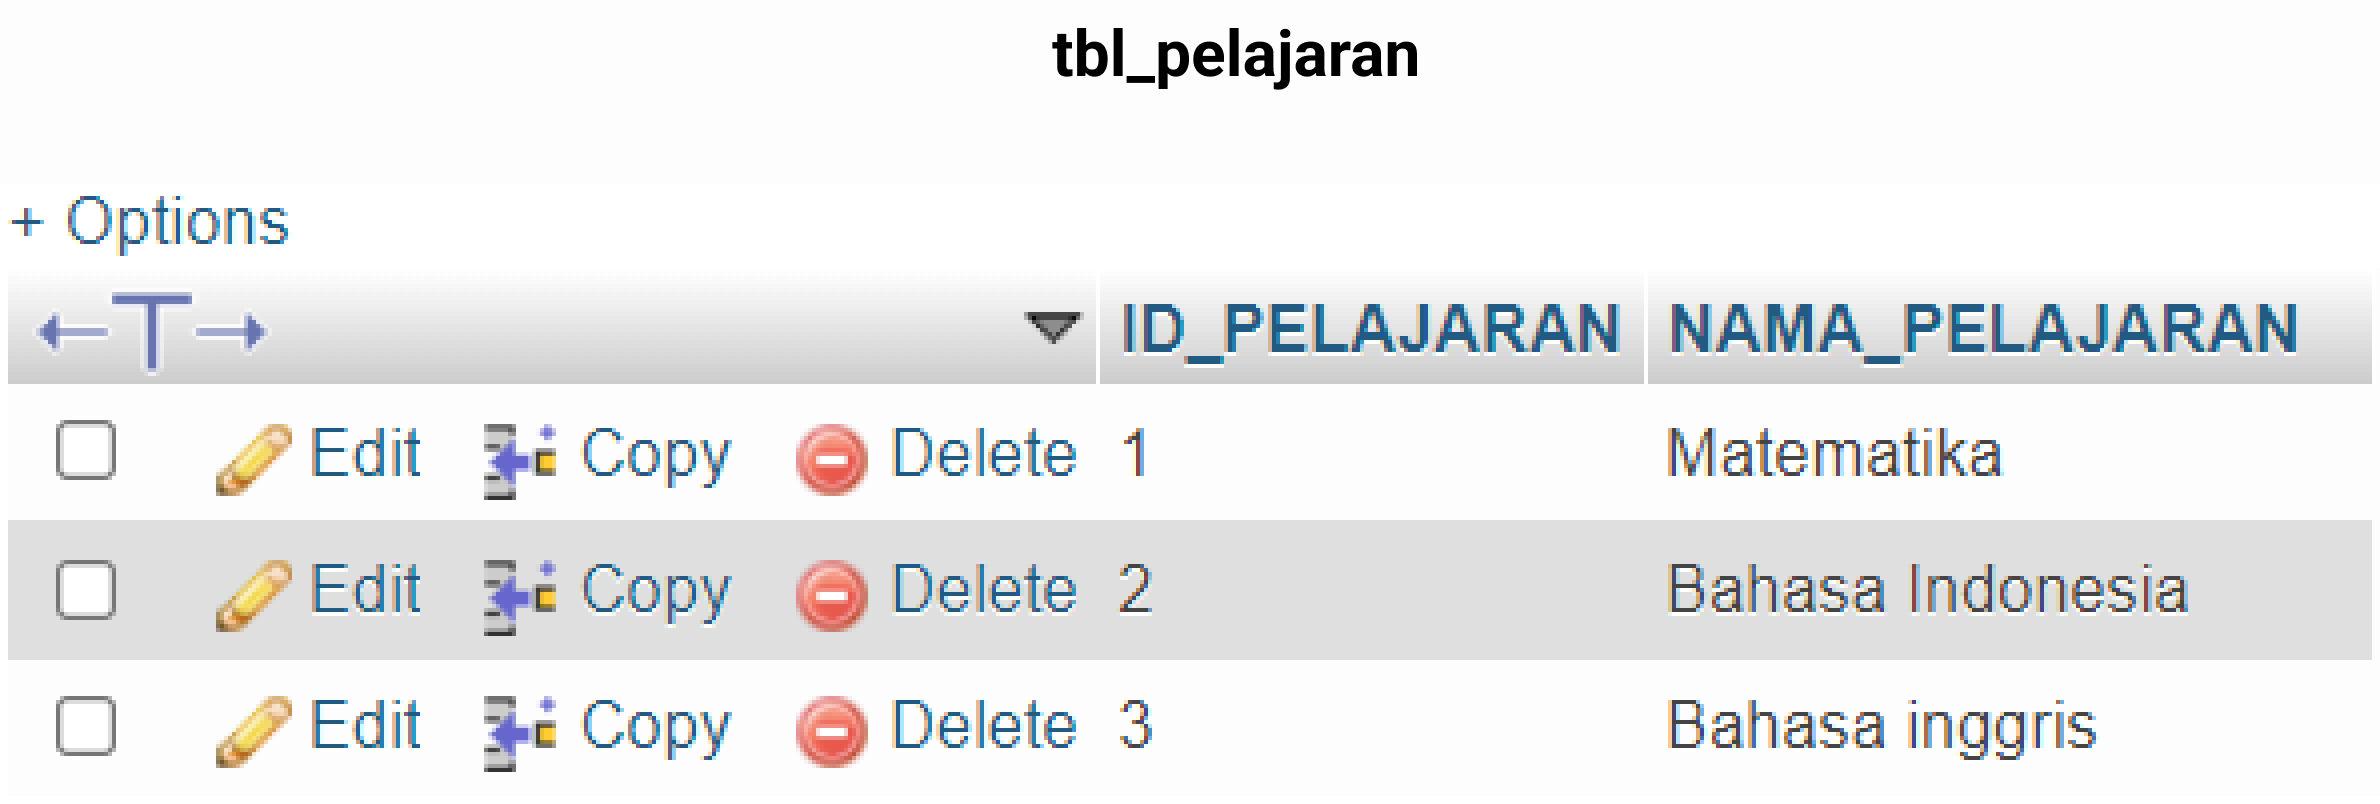 tbl_pelajaran
+ Options
←T→ ID_PELAJARAN NAMA_PELAJARAN
Edit Copy Delete 1 Matematika
Edit Copy Delete 2 Bahasa Indonesia
Edit Copy Delete 3 Bahasa inggris